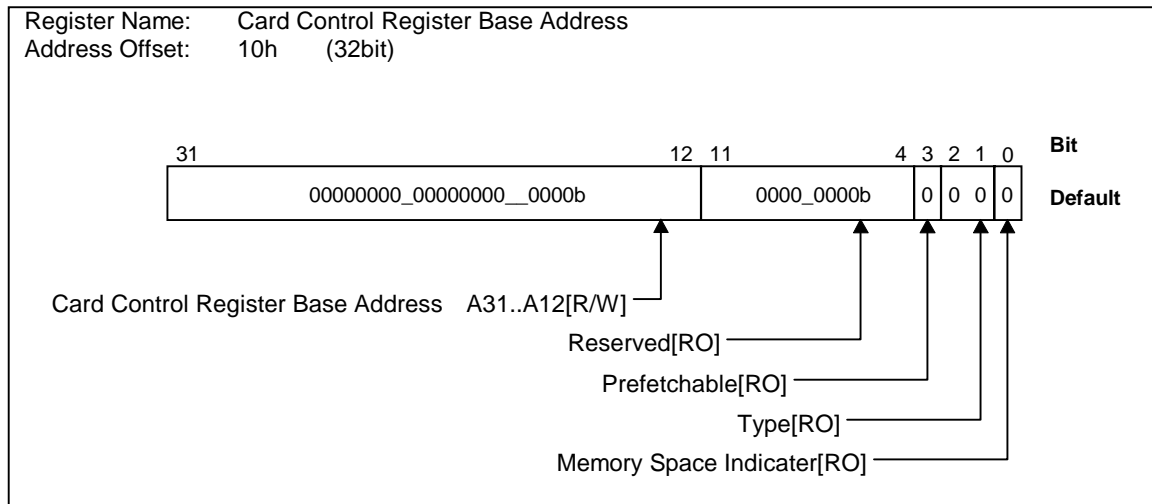 Register Name: Card Control Register Base Address
Address Offset: 10h (32bit)
31 12 11 4 3 2 1 0 Bit
00000000_00000000__0000b 0000_0000b 0 0 0 0 Default
Card Control Register Base Address A31..A12[R/W]
Reserved[RO]
Prefetchable[RO]
Type[RO]
Memory Space Indicater[RO]